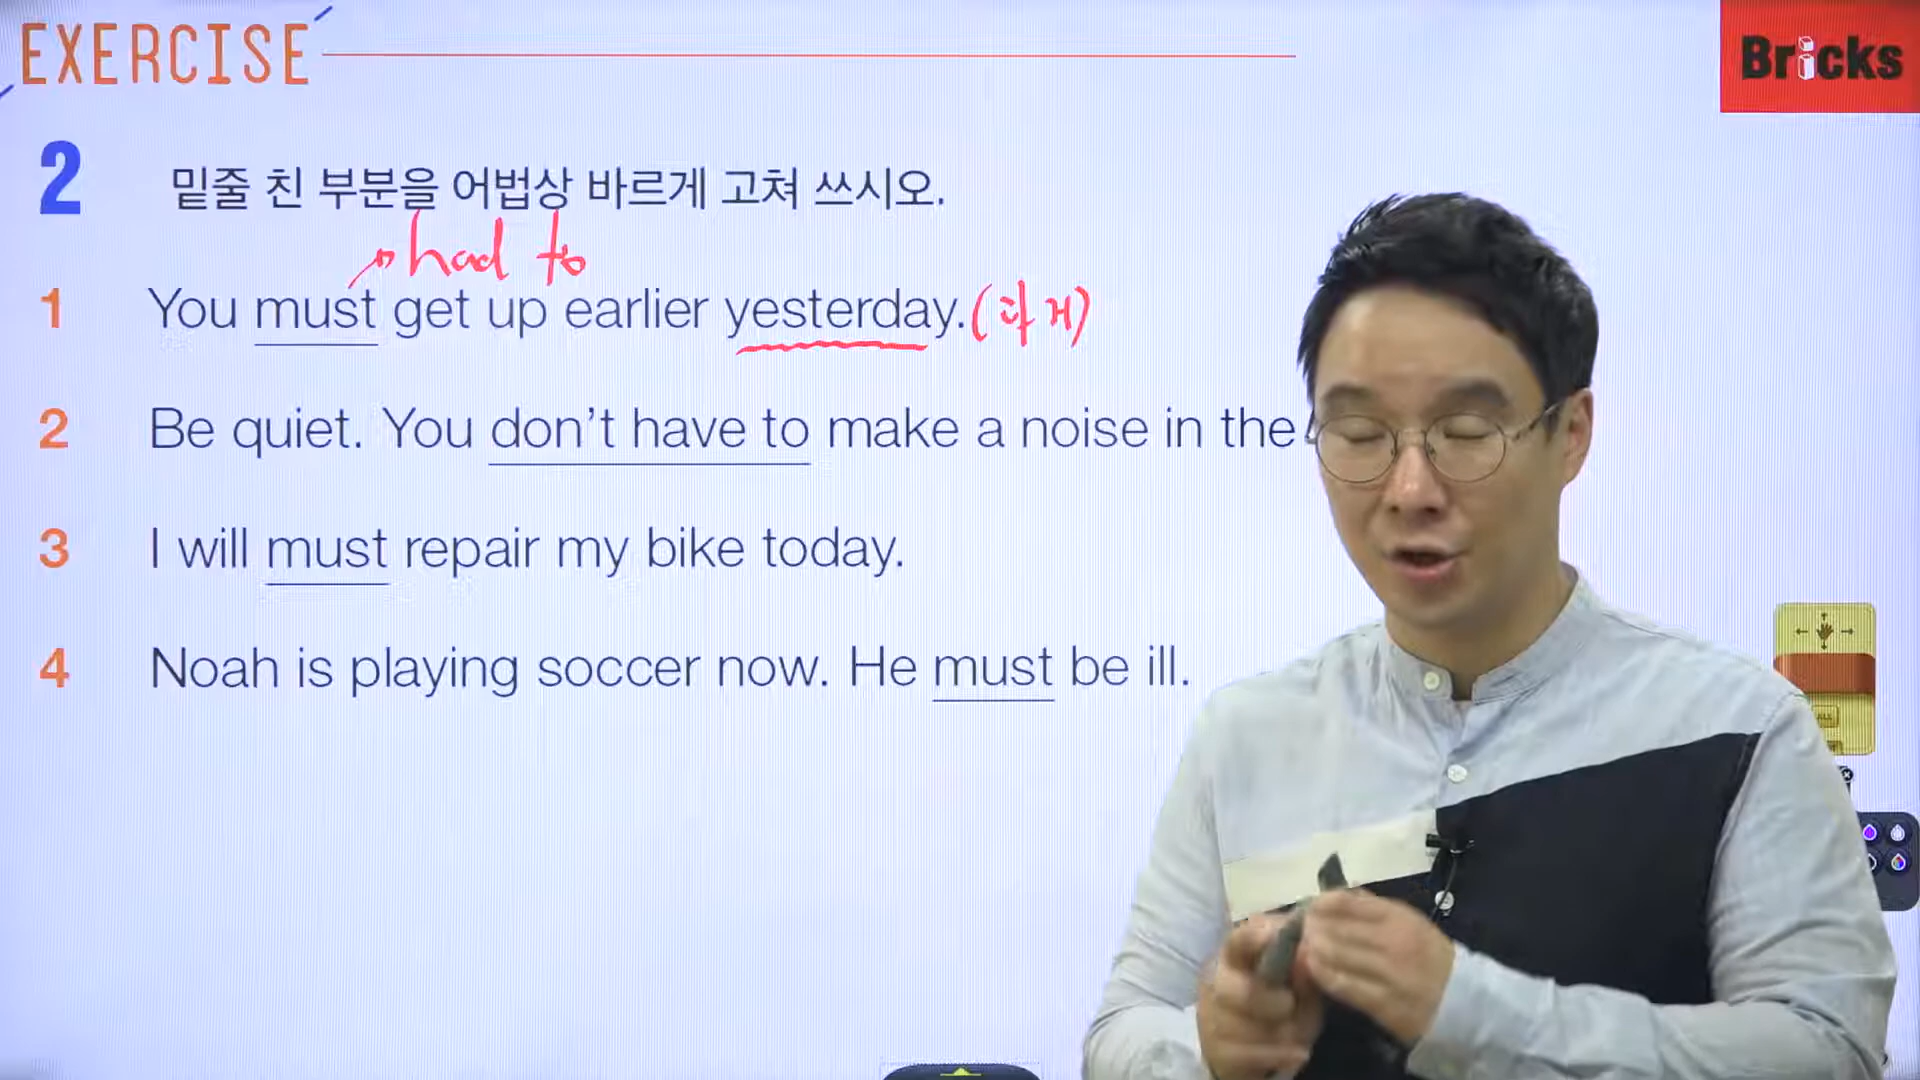 EXERCISE
Bricks
2 밑줄 친 부분을 어법상 바르게 고쳐 쓰시오.
had to
1 You must get up earlier yesterday. (과거)
2 Be quiet. You don't have to make a noise in the
3 I will must repair my bike today.
4 Noah is playing soccer now. He must be ill.
ALL